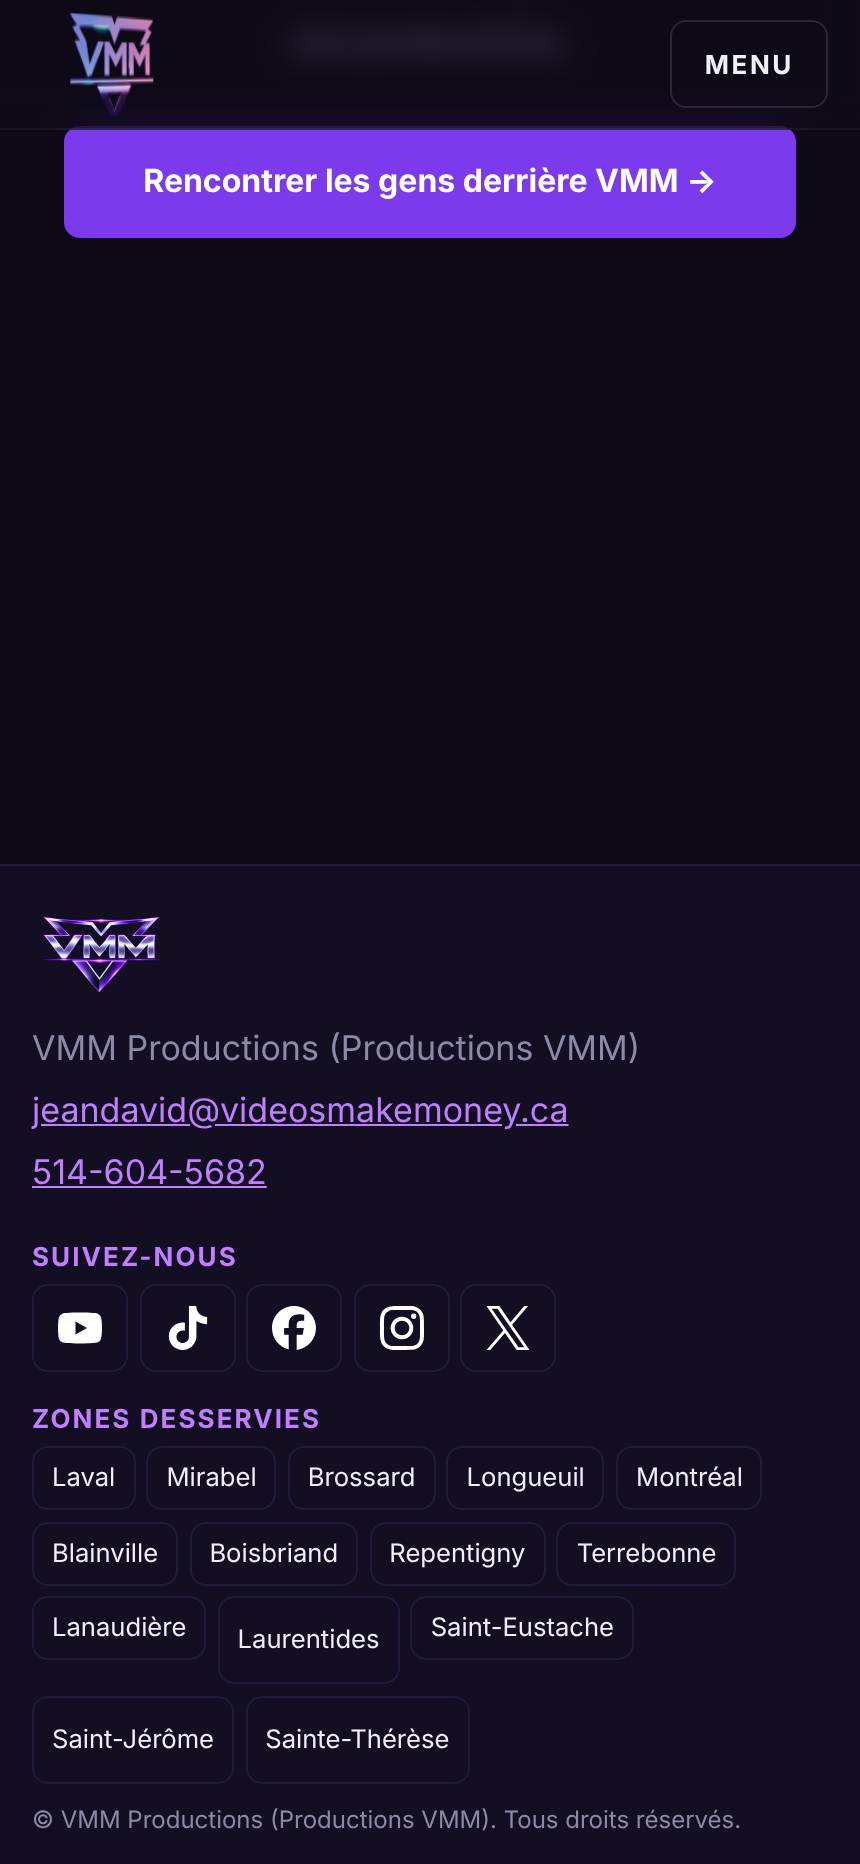 VMM
MENU
Rencontrer les gens derrière VMM →
VMM
VMM Productions (Productions VMM)
jeandavid@videosmakemoney.ca
514-604-5682
SUIVEZ-NOUS
ZONES DESSERVIES
Laval Mirabel Brossard Longueuil Montréal
Blainville Boisbriand Repentigny Terrebonne
Lanaudière Laurentides Saint-Eustache
Saint-Jérôme Sainte-Thérèse
© VMM Productions (Productions VMM). Tous droits réservés.